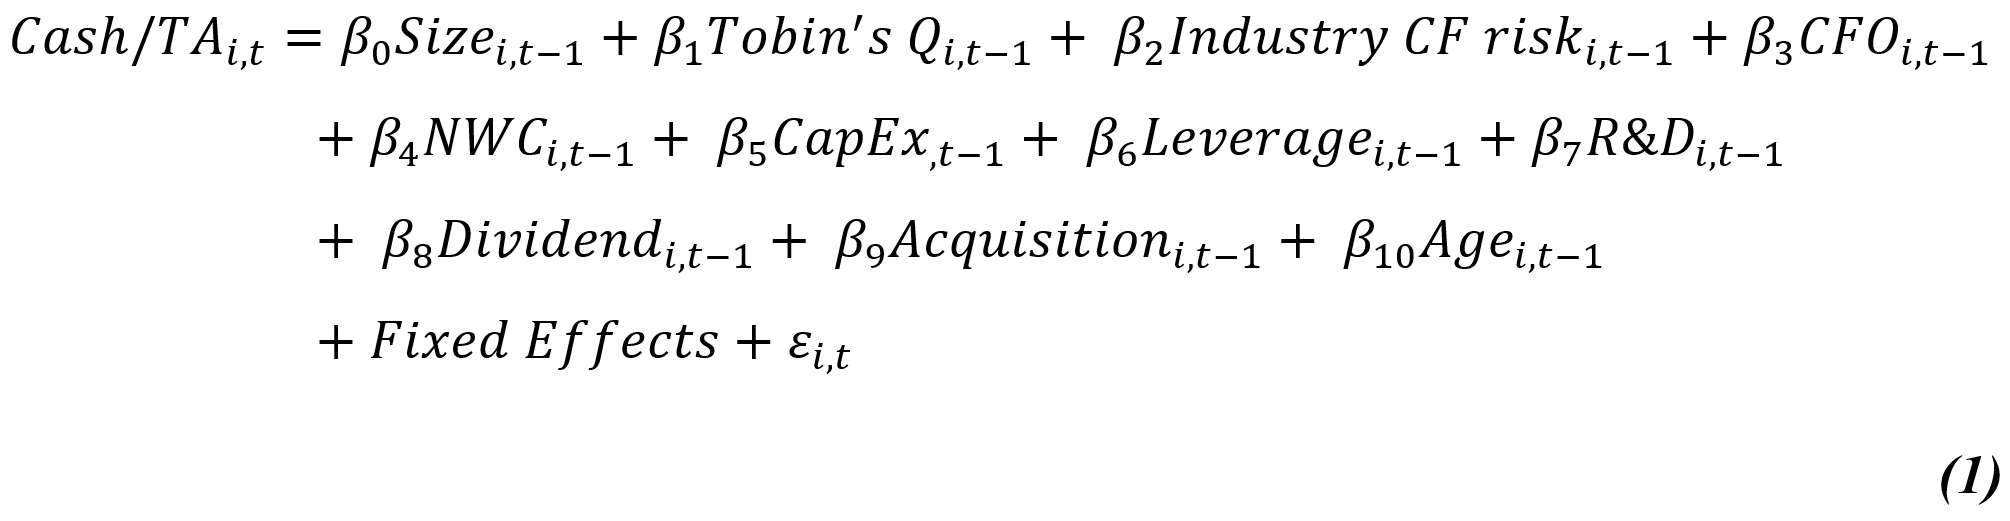 Cash/TA_{i,t} = β_0Size_{i,t−1} + β_1Tobin's Q_{i,t−1} + β_2Industry CF risk_{i,t−1} + β_3CFO_{i,t−1}
+ β_4NWC_{i,t−1} + β_5CapEx_{,t−1} + β_6Leverage_{i,t−1} + β_7R&D_{i,t−1}
+ β_8Dividend_{i,t−1} + β_9Acquisition_{i,t−1} + β_{10}Age_{i,t−1}
+ Fixed Effects + ε_{i,t}
(1)